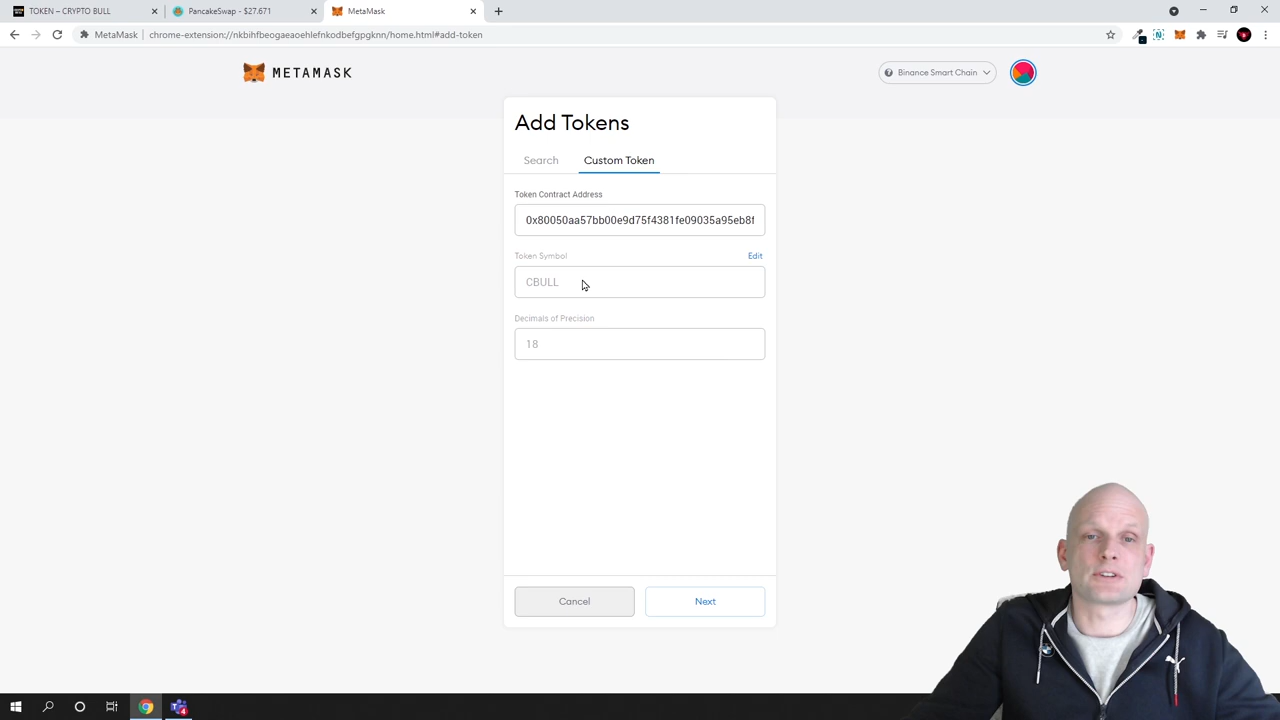 TOKEN – CRYPTO BULL
PancakeSwap - $27.671
MetaMask
MetaMask
chrome-extension://nkbihfbeogaeaoehlefnkodbefgpgknn/home.html#add-token
METAMASK
Binance Smart Chain
Add Tokens
Search
Custom Token
Token Contract Address
0x80050aa57bb00e9d75f4381fe09035a95eb8f
Token Symbol
Edit
CBULL
Decimals of Precision
18
Cancel
Next